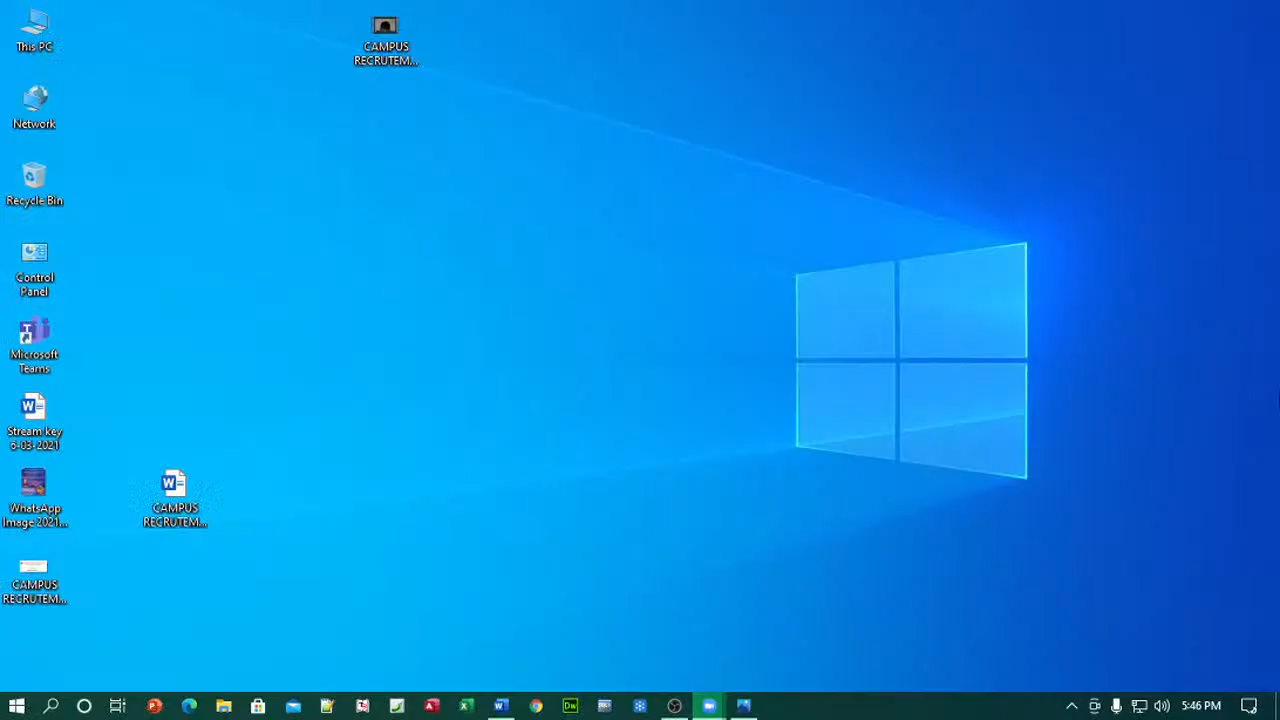 This PC
CAMPUS
RECRUTEM...
Network
Recycle Bin
Control
Panel
Microsoft
Teams
Stream key
6-03-2021
WhatsApp
Image 2021...
CAMPUS
RECRUTEM...
CAMPUS
RECRUTEM...
5:46 PM